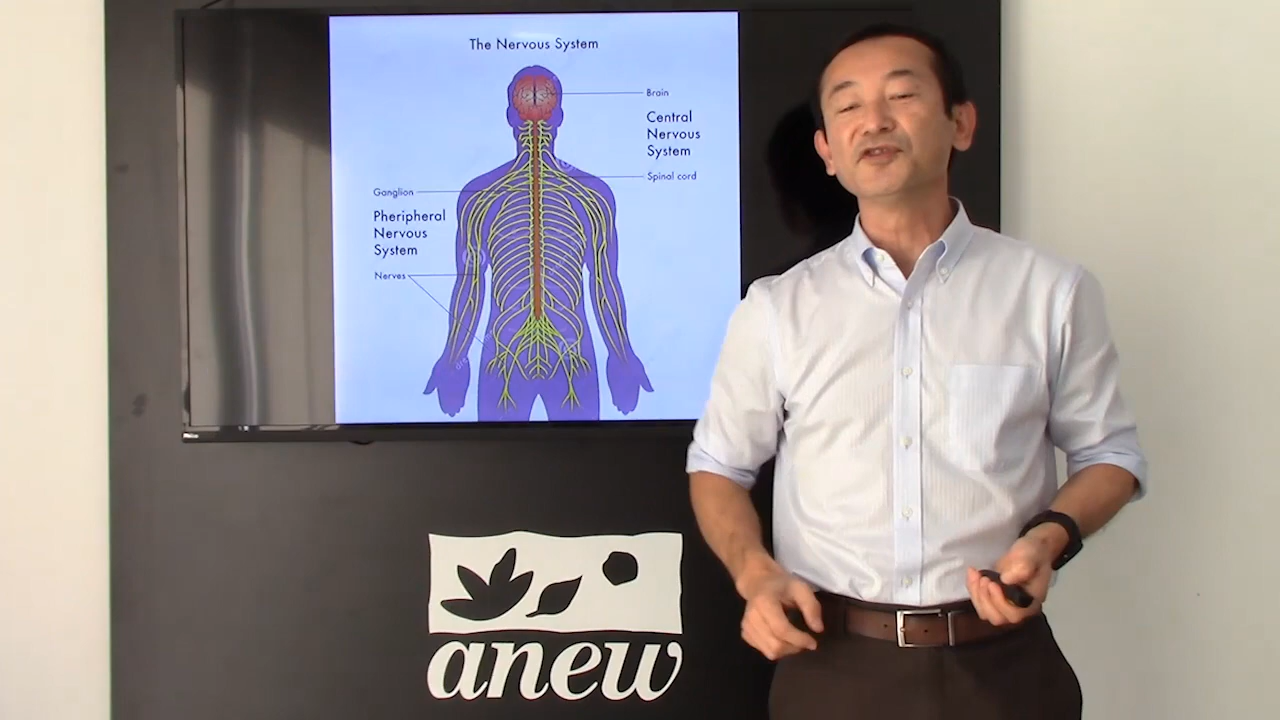 The Nervous System
Brain
Central
Nervous
System
Spinal cord
Ganglion
Pheripheral
Nervous
System
Nerves
anew